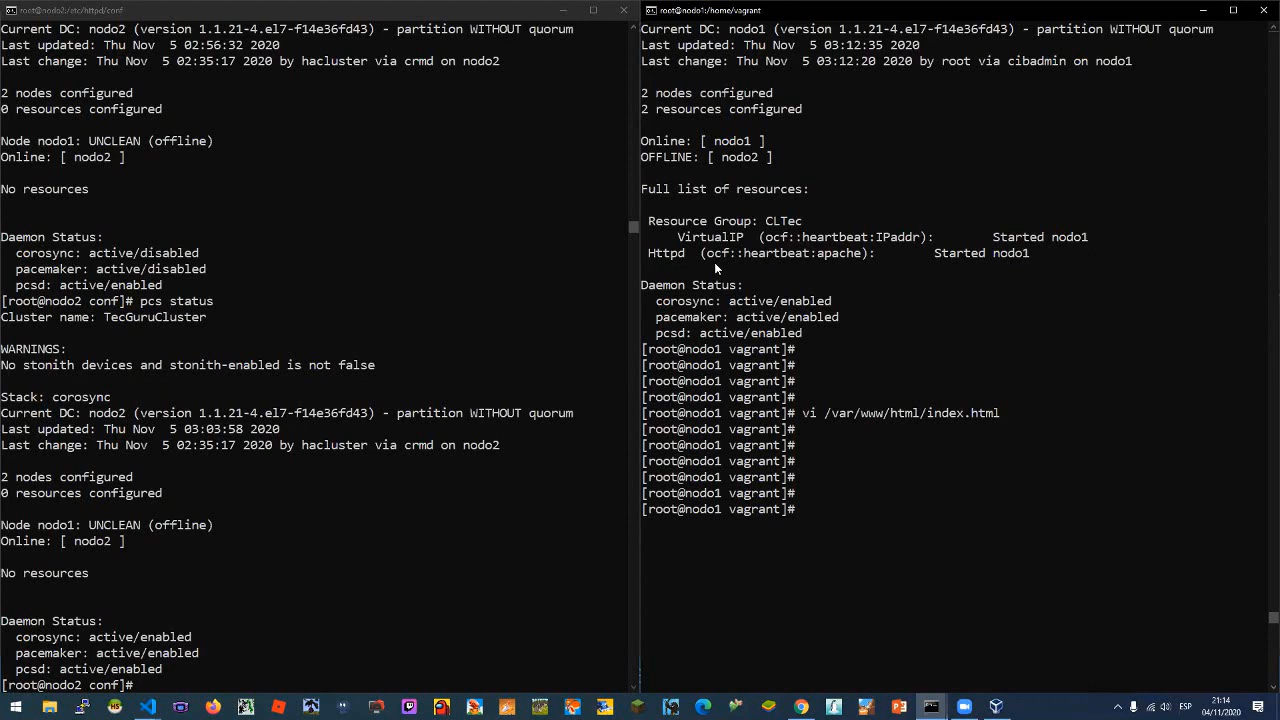 root@nodo2:/etc/httpd/conf
Current DC: nodo2 (version 1.1.21-4.el7-f14e36fd43) - partition WITHOUT quorum
Last updated: Thu Nov  5 02:56:32 2020
Last change: Thu Nov  5 02:35:17 2020 by hacluster via crmd on nodo2
2 nodes configured
0 resources configured
Node nodo1: UNCLEAN (offline)
Online: [ nodo2 ]
No resources
Daemon Status:
corosync: active/disabled
pacemaker: active/disabled
pcsd: active/enabled
[root@nodo2 conf]# pcs status
Cluster name: TecGuruCluster
WARNINGS:
No stonith devices and stonith-enabled is not false
Stack: corosync
Current DC: nodo2 (version 1.1.21-4.el7-f14e36fd43) - partition WITHOUT quorum
Last updated: Thu Nov  5 03:03:58 2020
Last change: Thu Nov  5 02:35:17 2020 by hacluster via crmd on nodo2
2 nodes configured
0 resources configured
Node nodo1: UNCLEAN (offline)
Online: [ nodo2 ]
No resources
Daemon Status:
corosync: active/enabled
pacemaker: active/enabled
pcsd: active/enabled
[root@nodo2 conf]#
root@nodo1:/home/vagrant
Current DC: nodo1 (version 1.1.21-4.el7-f14e36fd43) - partition WITHOUT quorum
Last updated: Thu Nov  5 03:12:35 2020
Last change: Thu Nov  5 03:12:20 2020 by root via cibadmin on nodo1
2 nodes configured
2 resources configured
Online: [ nodo1 ]
OFFLINE: [ nodo2 ]
Full list of resources:
Resource Group: CLTec
VirtualIP  (ocf::heartbeat:IPaddr):        Started nodo1
Httpd  (ocf::heartbeat:apache):        Started nodo1
Daemon Status:
corosync: active/enabled
pacemaker: active/enabled
pcsd: active/enabled
[root@nodo1 vagrant]#
[root@nodo1 vagrant]#
[root@nodo1 vagrant]#
[root@nodo1 vagrant]#
[root@nodo1 vagrant]# vi /var/www/html/index.html
[root@nodo1 vagrant]#
[root@nodo1 vagrant]#
[root@nodo1 vagrant]#
[root@nodo1 vagrant]#
[root@nodo1 vagrant]#
[root@nodo1 vagrant]#
ESP
21:14
04/11/2020